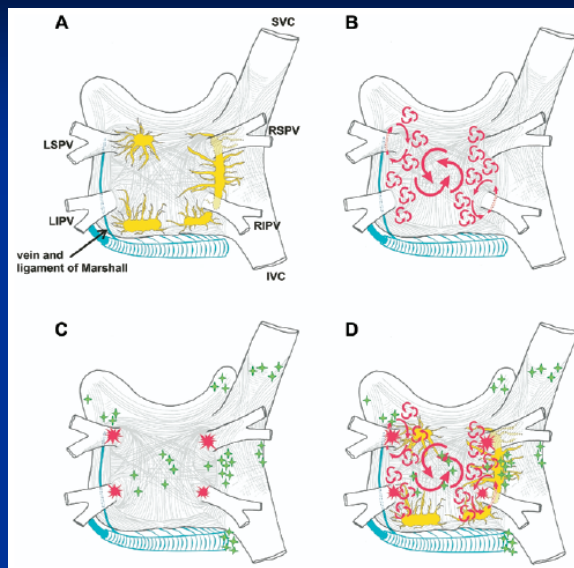 A
SVC
B
LSPV
RSPV
LIPV
RIPV
vein and
ligament of Marshall
IVC
C
D